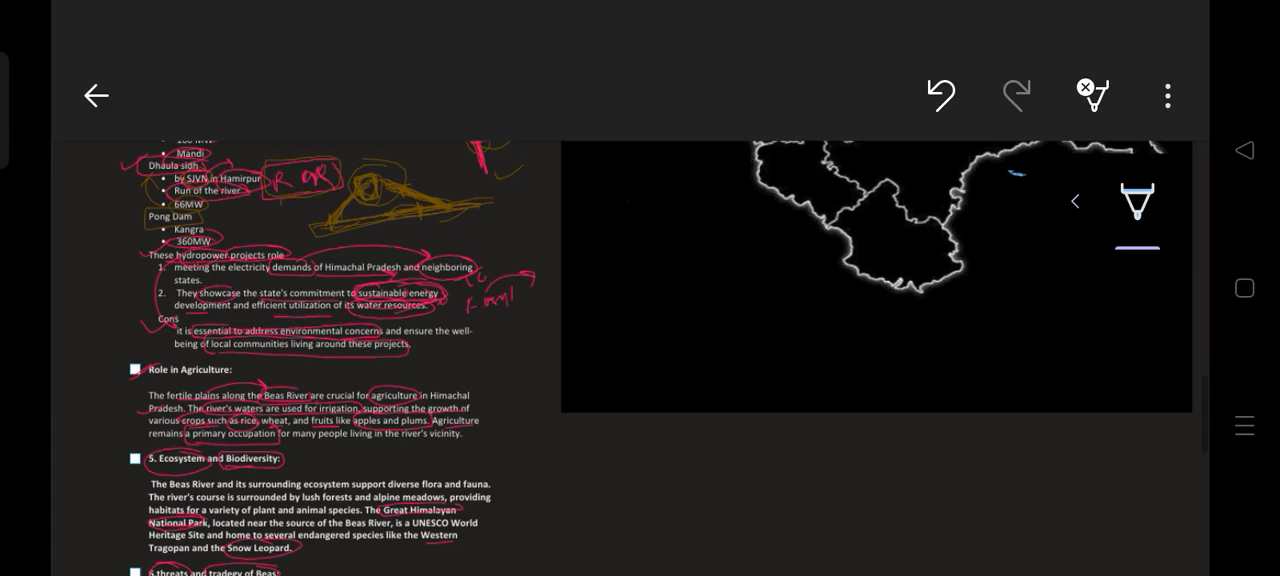 Mandi
Dhaula sidh
by SJVN in Hamirpur
R OR
Run of the river
66MW
Pong Dam
Kangra
360MW
These hydropower projects role
1. meeting the electricity demands of Himachal Pradesh and neighboring
states.
2. They showcase the state's commitment to sustainable energy
development and efficient utilization of its water resources.
Cons
it is essential to address environmental concerns and ensure the well-
being of local communities living around these projects.
Role in Agriculture:
The fertile plains along the Beas River are crucial for agriculture in Himachal
Pradesh. The river's waters are used for irrigation, supporting the growth of
various crops such as rice, wheat, and fruits like apples and plums. Agriculture
remains a primary occupation for many people living in the river's vicinity.
5. Ecosystem and Biodiversity:
The Beas River and its surrounding ecosystem support diverse flora and fauna.
The river's course is surrounded by lush forests and alpine meadows, providing
habitats for a variety of plant and animal species. The Great Himalayan
National Park, located near the source of the Beas River, is a UNESCO World
Heritage Site and home to several endangered species like the Western
Tragopan and the Snow Leopard.
6.threats and tradegy of Beas: